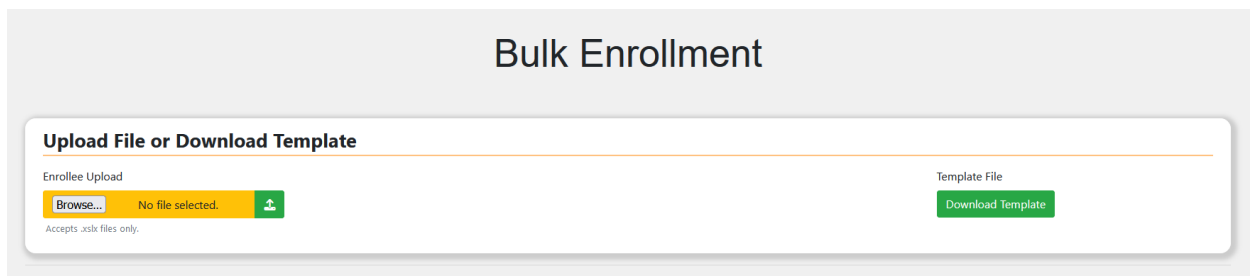 Bulk Enrollment
Upload File or Download Template
Enrollee Upload
Template File
Browse... No file selected.
Download Template
Accepts .xslx files only.